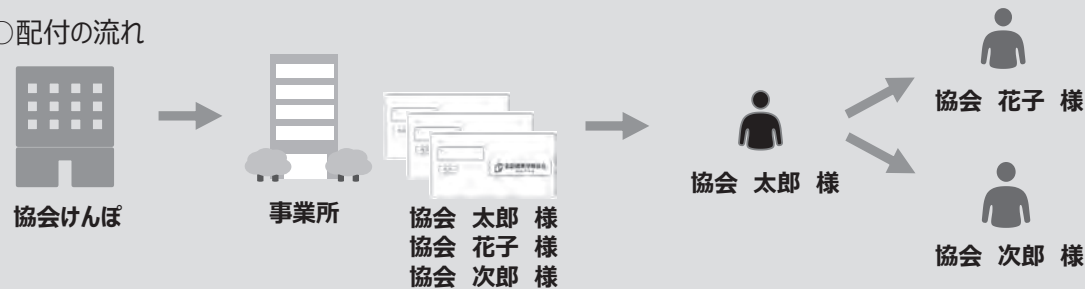 ○配付の流れ
協会けんぽ
事業所
協会 太郎 様
協会 花子 様
協会 次郎 様
協会 太郎 様
協会 花子 様
協会 次郎 様